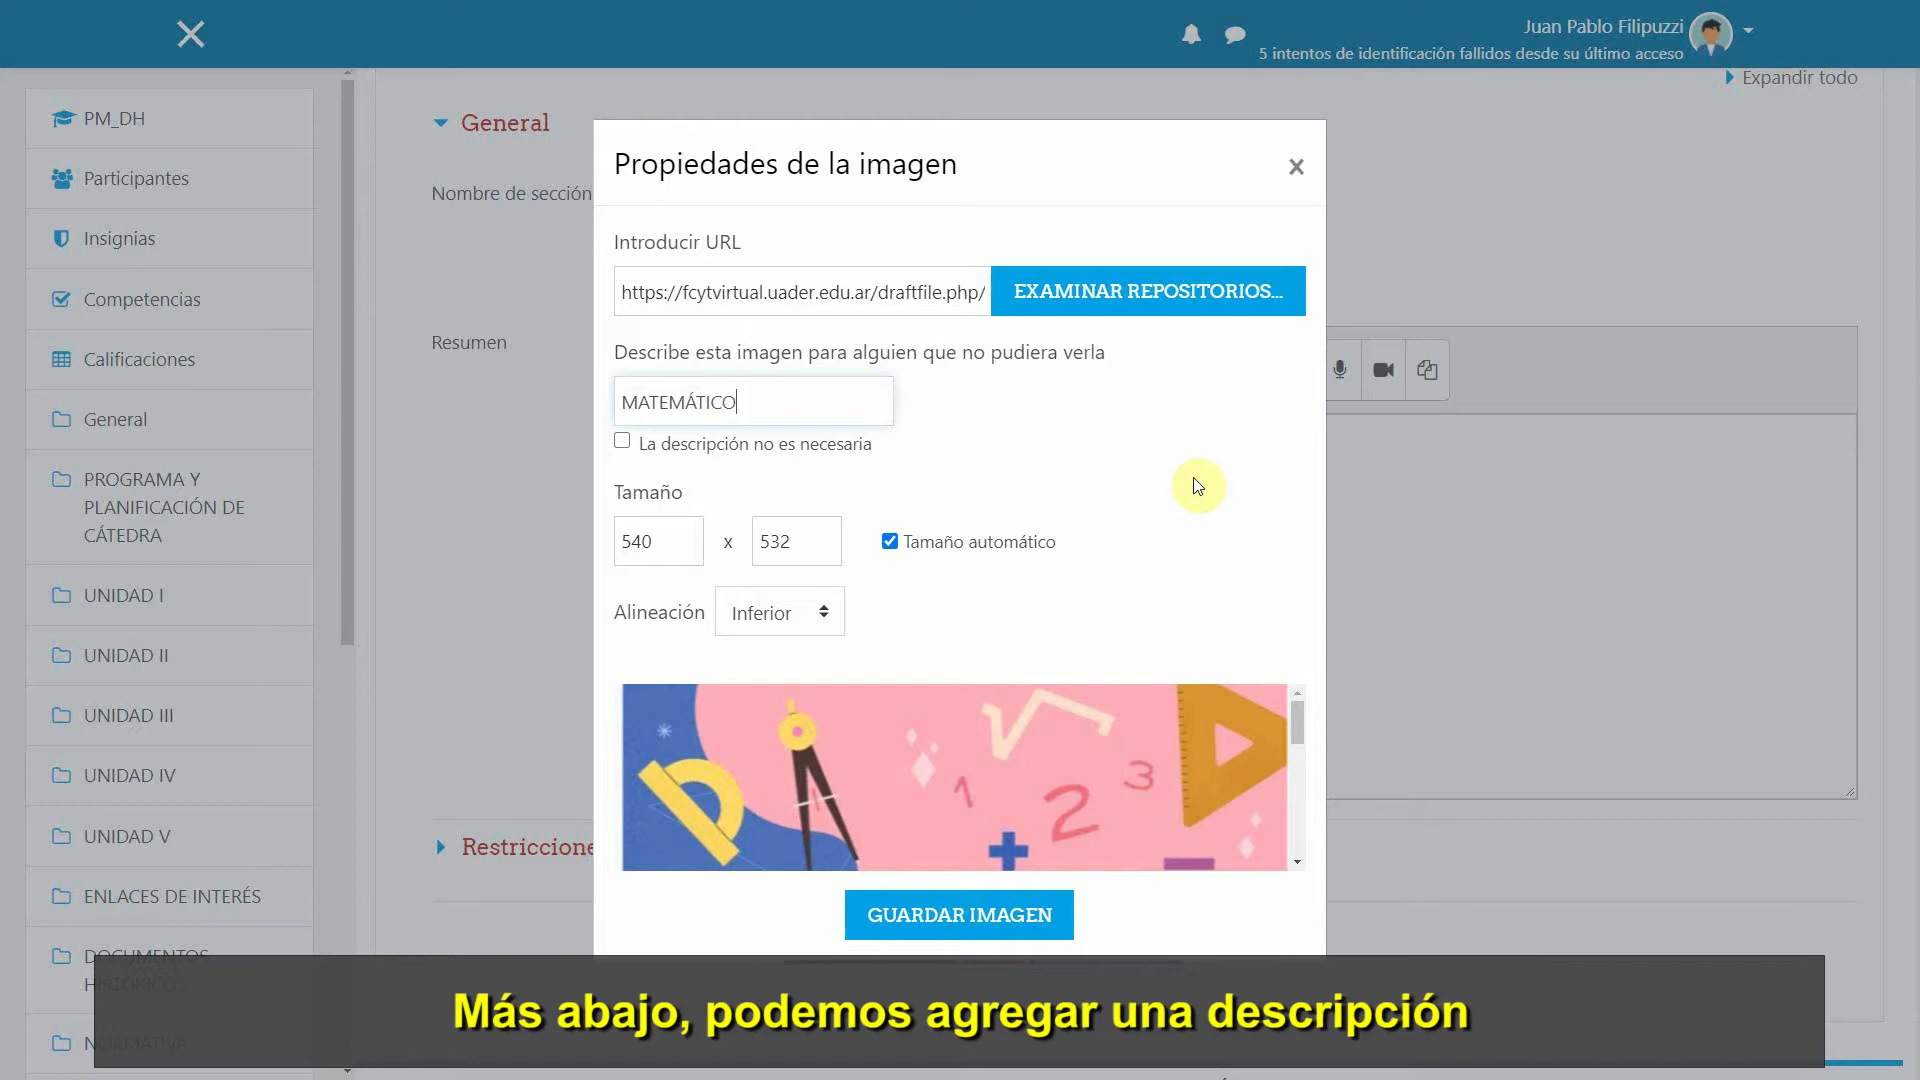 Juan Pablo Filipuzzi
5 intentos de identificación fallidos desde su último acceso
Expandir todo
PM_DH
Participantes
Insignias
Competencias
Calificaciones
General
PROGRAMA Y
PLANIFICACIÓN DE
CÁTEDRA
UNIDAD I
UNIDAD II
UNIDAD III
UNIDAD IV
UNIDAD V
ENLACES DE INTERÉS
DOCUMENTOS
HISTÓRICOS
NORMATIVA
General
Nombre de sección
Resumen
Restriccione
Propiedades de la imagen
Introducir URL
https://fcytvirtual.uader.edu.ar/draftfile.php/
EXAMINAR REPOSITORIOS...
Describe esta imagen para alguien que no pudiera verla
MATEMÁTICO
La descripción no es necesaria
Tamaño
540 x 532
Tamaño automático
Alineación
Inferior
1 2 3
GUARDAR IMAGEN
Más abajo, podemos agregar una descripción